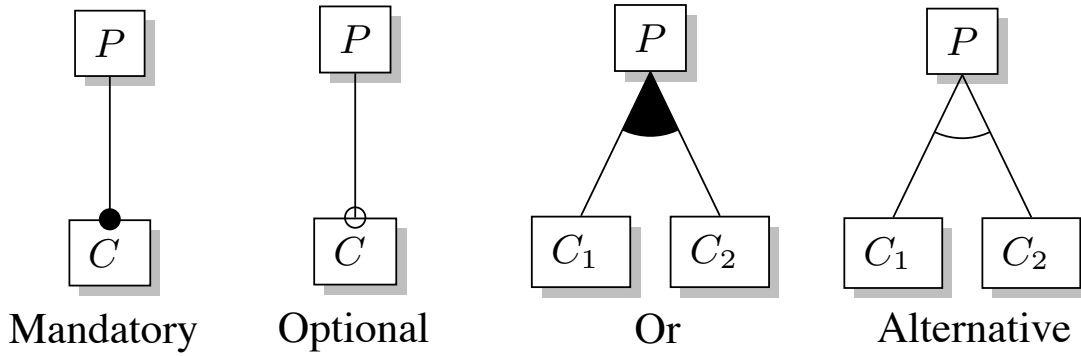 P P P P
C C C₁ C₂ C₁ C₂
Mandatory Optional Or Alternative